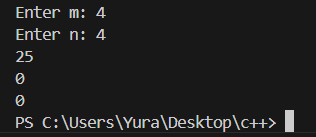 Enter m: 4
Enter n: 4
25
0
0
PS C:\Users\Yura\Desktop\c++>